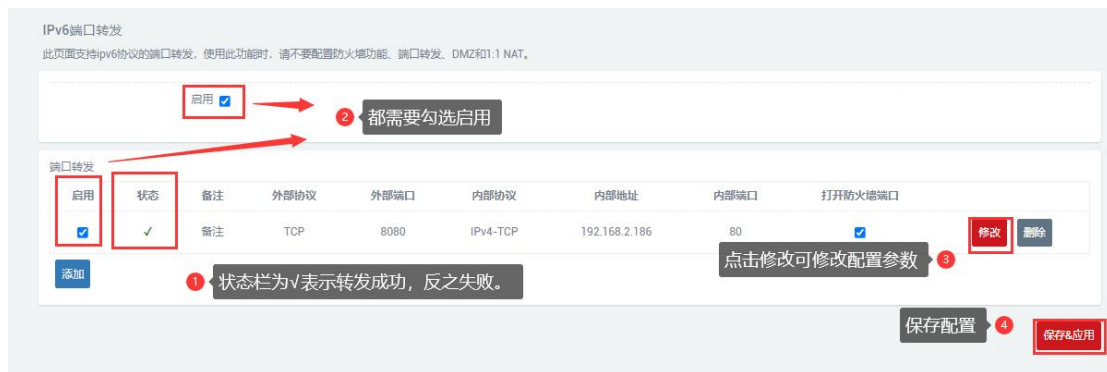 IPv6端口转发
此页面支持ipv6协议的端口转发，使用此功能时，请不要配置防火墙功能、端口转发、DMZ和1:1 NAT。
启用
2 都需要勾选启用
端口转发
启用 状态 备注 外部协议 外部端口 内部协议 内部地址 内部端口 打开防火墙端口
√ 备注 TCP 8080 IPv4-TCP 192.168.2.186 80 修改 删除
点击修改可修改配置参数 3
添加
1 状态栏为√表示转发成功，反之失败。
保存配置 4
保存&应用